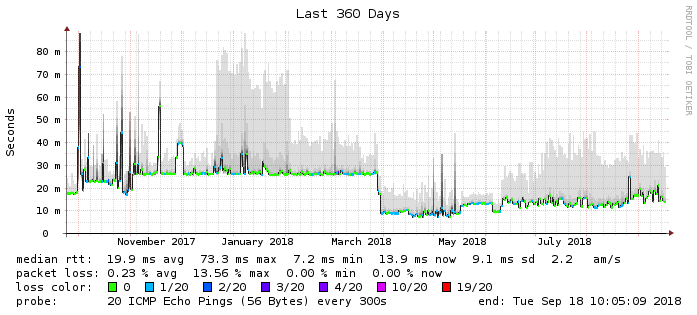 Last 360 Days
RRDTOOL / TOBI OETIKER
Seconds
80 m
70 m
60 m
50 m
40 m
30 m
20 m
10 m
0
November 2017 January 2018 March 2018 May 2018 July 2018
median rtt: 19.9 ms avg 73.3 ms max 7.2 ms min 13.9 ms now 9.1 ms sd 2.2 am/s
packet loss: 0.23 % avg 13.56 % max 0.00 % min 0.00 % now
loss color: 0 1/20 2/20 3/20 4/20 10/20 19/20
probe: 20 ICMP Echo Pings (56 Bytes) every 300s end: Tue Sep 18 10:05:09 2018